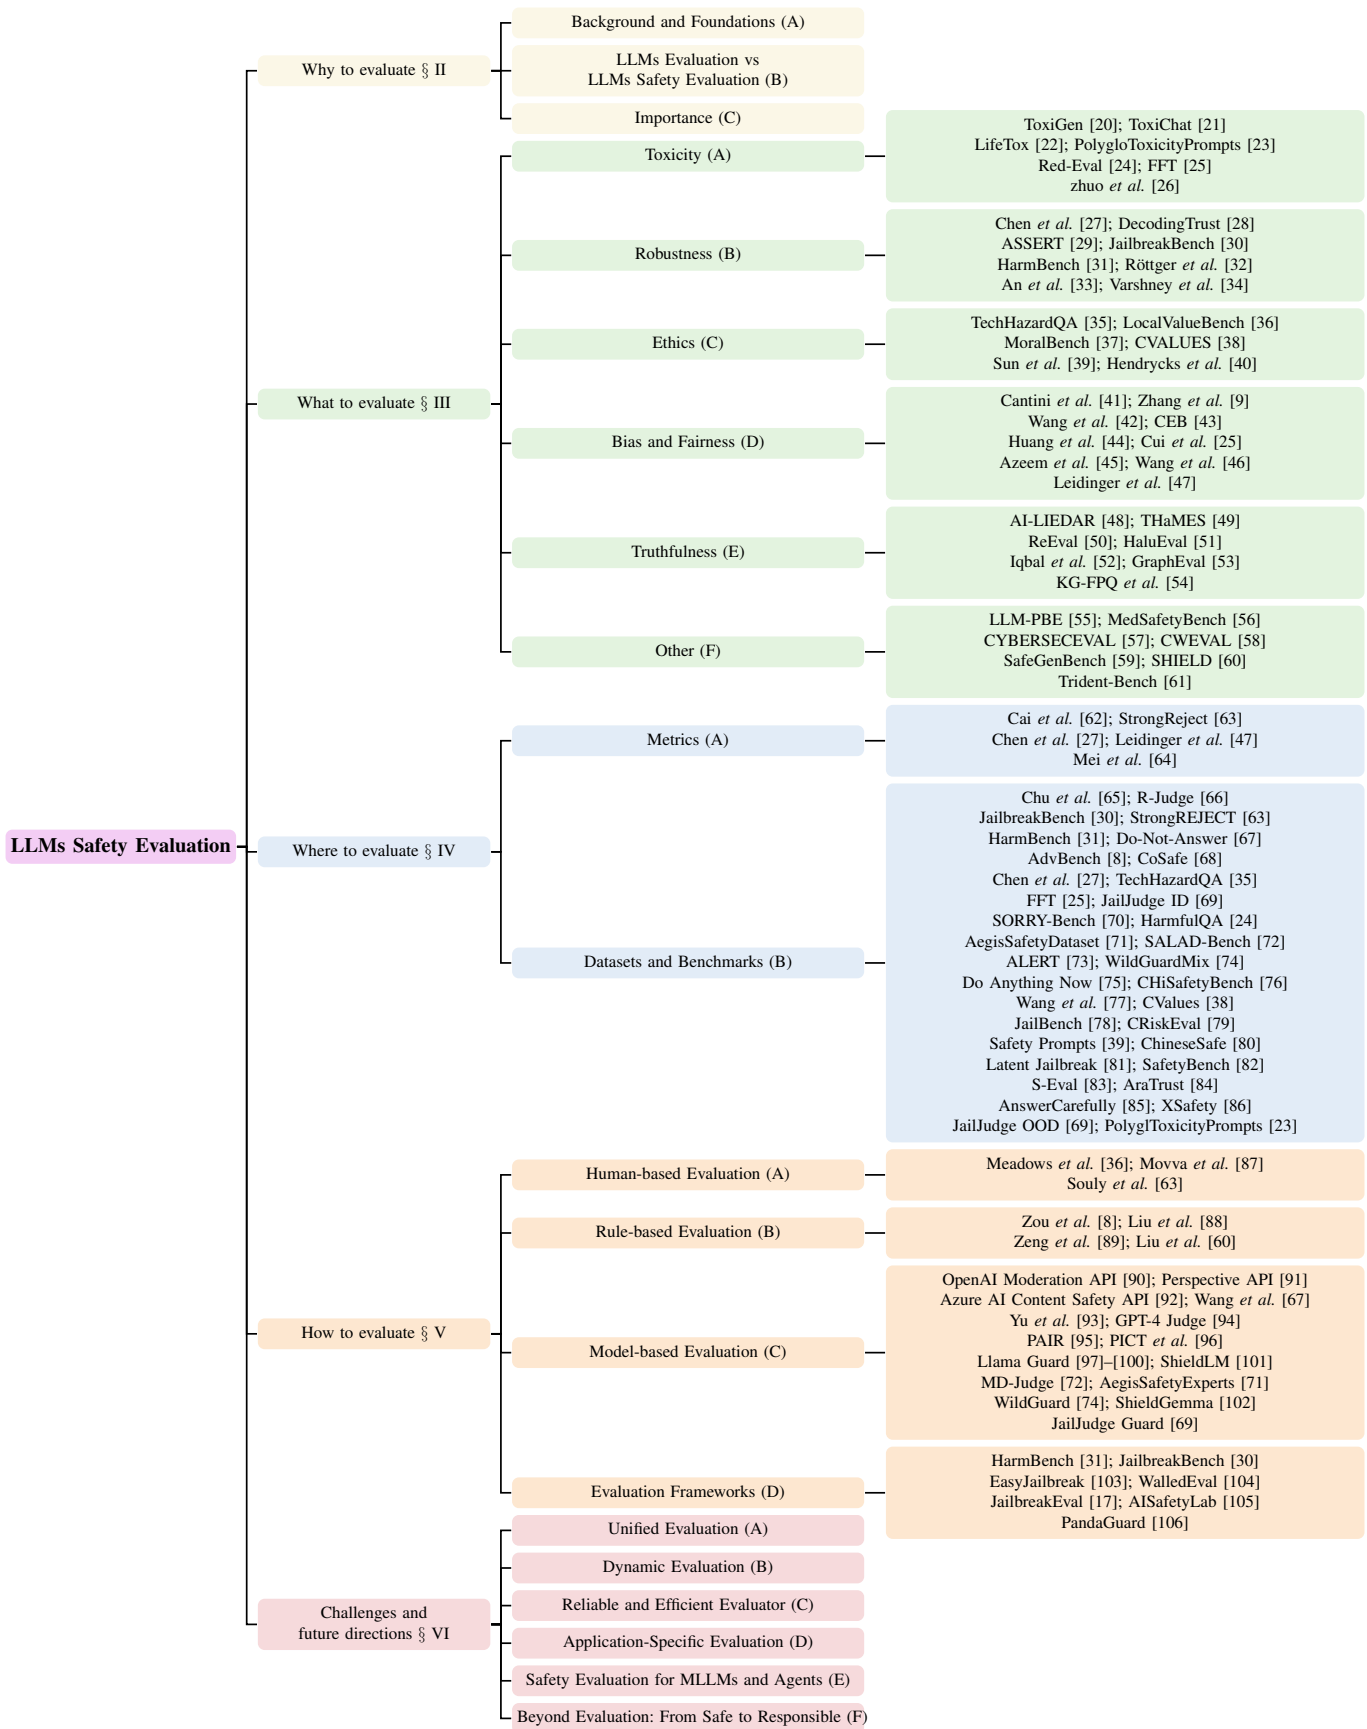 LLMs Safety Evaluation
Why to evaluate § II
Background and Foundations (A)
LLMs Evaluation vs
LLMs Safety Evaluation (B)
Importance (C)
What to evaluate § III
Toxicity (A)
ToxiGen [20]; ToxiChat [21]
LifeTox [22]; PolygloToxicityPrompts [23]
Red-Eval [24]; FFT [25]
zhuo et al. [26]
Robustness (B)
Chen et al. [27]; DecodingTrust [28]
ASSERT [29]; JailbreakBench [30]
HarmBench [31]; Röttger et al. [32]
An et al. [33]; Varshney et al. [34]
Ethics (C)
TechHazardQA [35]; LocalValueBench [36]
MoralBench [37]; CVALUES [38]
Sun et al. [39]; Hendrycks et al. [40]
Bias and Fairness (D)
Cantini et al. [41]; Zhang et al. [9]
Wang et al. [42]; CEB [43]
Huang et al. [44]; Cui et al. [25]
Azeem et al. [45]; Wang et al. [46]
Leidinger et al. [47]
Truthfulness (E)
AI-LIEDAR [48]; THaMES [49]
ReEval [50]; HaluEval [51]
Iqbal et al. [52]; GraphEval [53]
KG-FPQ et al. [54]
Other (F)
LLM-PBE [55]; MedSafetyBench [56]
CYBERSECEVAL [57]; CWEVAL [58]
SafeGenBench [59]; SHIELD [60]
Trident-Bench [61]
Where to evaluate § IV
Metrics (A)
Cai et al. [62]; StrongReject [63]
Chen et al. [27]; Leidinger et al. [47]
Mei et al. [64]
Datasets and Benchmarks (B)
Chu et al. [65]; R-Judge [66]
JailbreakBench [30]; StrongREJECT [63]
HarmBench [31]; Do-Not-Answer [67]
AdvBench [8]; CoSafe [68]
Chen et al. [27]; TechHazardQA [35]
FFT [25]; JailJudge ID [69]
SORRY-Bench [70]; HarmfulQA [24]
AegisSafetyDataset [71]; SALAD-Bench [72]
ALERT [73]; WildGuardMix [74]
Do Anything Now [75]; CHiSafetyBench [76]
Wang et al. [77]; CValues [38]
JailBench [78]; CRiskEval [79]
Safety Prompts [39]; ChineseSafe [80]
Latent Jailbreak [81]; SafetyBench [82]
S-Eval [83]; AraTrust [84]
AnswerCarefully [85]; XSafety [86]
JailJudge OOD [69]; PolyglToxicityPrompts [23]
How to evaluate § V
Human-based Evaluation (A)
Meadows et al. [36]; Movva et al. [87]
Souly et al. [63]
Rule-based Evaluation (B)
Zou et al. [8]; Liu et al. [88]
Zeng et al. [89]; Liu et al. [60]
Model-based Evaluation (C)
OpenAI Moderation API [90]; Perspective API [91]
Azure AI Content Safety API [92]; Wang et al. [67]
Yu et al. [93]; GPT-4 Judge [94]
PAIR [95]; PICT et al. [96]
Llama Guard [97]–[100]; ShieldLM [101]
MD-Judge [72]; AegisSafetyExperts [71]
WildGuard [74]; ShieldGemma [102]
JailJudge Guard [69]
Evaluation Frameworks (D)
HarmBench [31]; JailbreakBench [30]
EasyJailbreak [103]; WalledEval [104]
JailbreakEval [17]; AISafetyLab [105]
PandaGuard [106]
Challenges and
future directions § VI
Unified Evaluation (A)
Dynamic Evaluation (B)
Reliable and Efficient Evaluator (C)
Application-Specific Evaluation (D)
Safety Evaluation for MLLMs and Agents (E)
Beyond Evaluation: From Safe to Responsible (F)